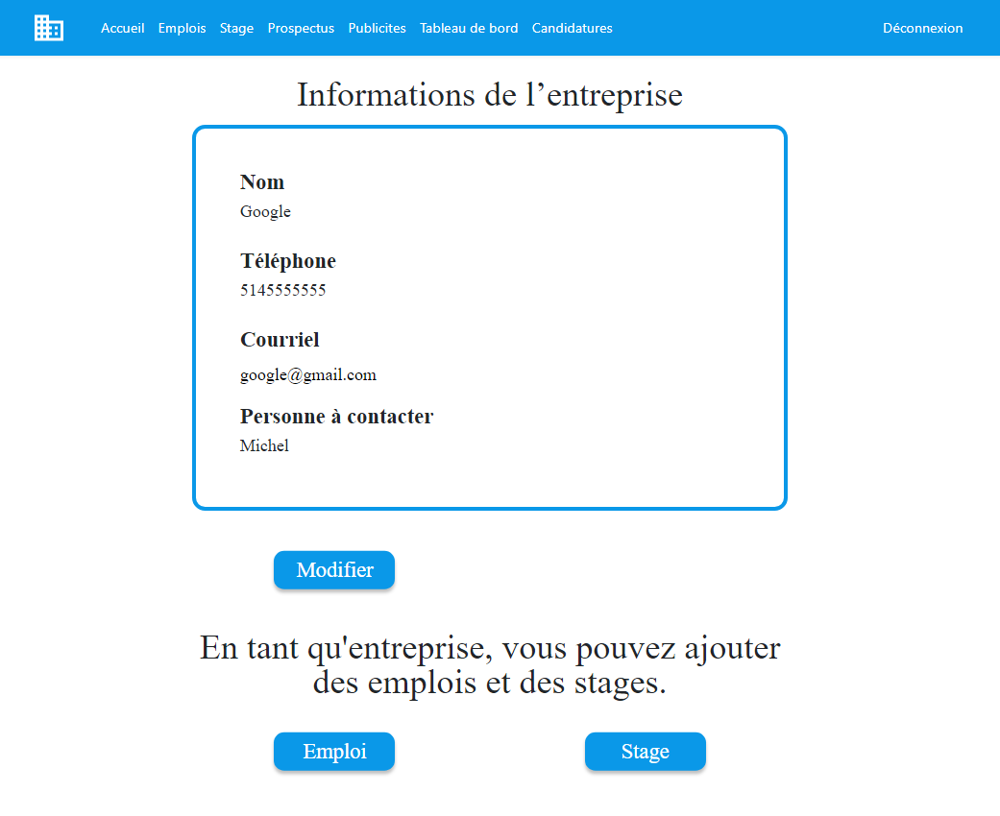 Accueil Emplois Stage Prospectus Publicites Tableau de bord Candidatures Déconnexion
Informations de l’entreprise
Nom
Google
Téléphone
5145555555
Courriel
google@gmail.com
Personne à contacter
Michel
Modifier
En tant qu'entreprise, vous pouvez ajouter
des emplois et des stages.
Emploi Stage